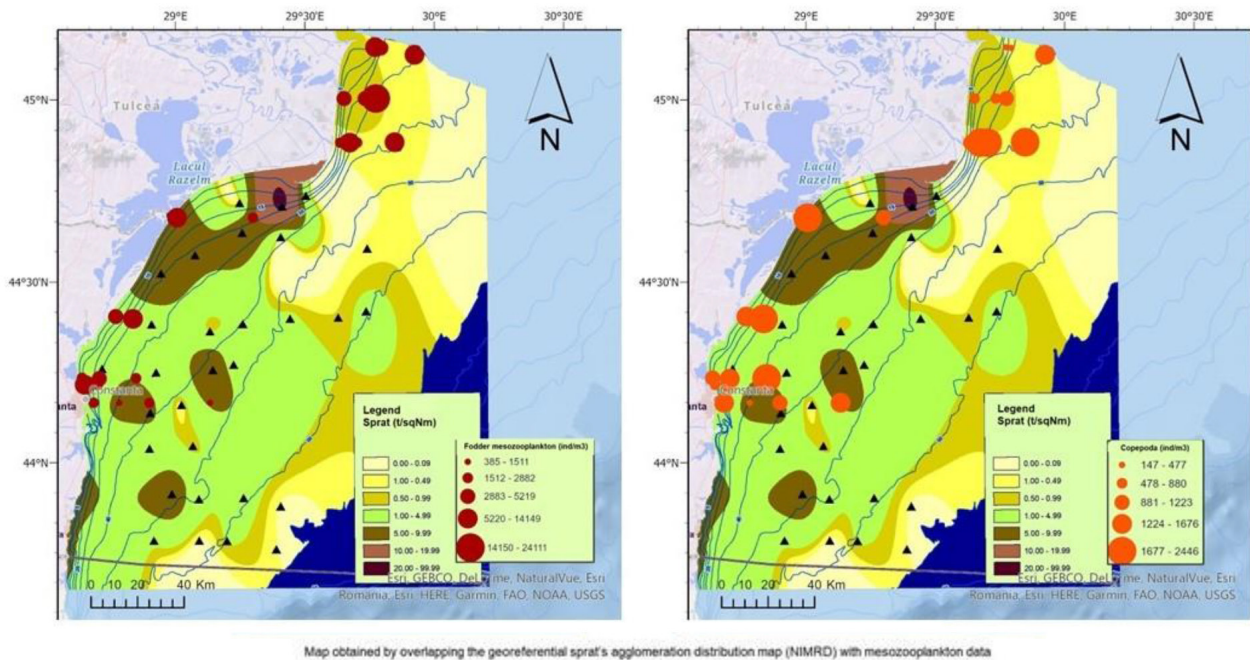 29°E 29°30'E 30°E
45°N
Tulcea
Lacul
Razelm
N
44°30'N
Constanta
anta
44°N
Legend
Sprat (t/sqNm)
0.00 - 0.09
1.00 - 0.49
0.50 - 0.99
1.00 - 4.99
5.00 - 9.99
10.00 - 19.99
20.00 - 99.99
Fodder mesozooplankton (ind/m3)
385 - 1511
1512 - 2882
2883 - 5219
5220 - 14149
14150 - 24111
0 10 20 40 Km
Esri, GEBCO, DeLorme, NaturalVue, Esri
Romania, Esri, HERE, Garmin, FAO, NOAA, USGS
29°E 29°30'E 30°E
45°N
Tulcea
Lacul
Razelm
N
44°30'N
Constanta
anta
44°N
Legend
Sprat (t/sqNm)
0.00 - 0.09
1.00 - 0.49
0.50 - 0.99
1.00 - 4.99
5.00 - 9.99
10.00 - 19.99
20.00 - 99.99
Copepoda (ind/m3)
147 - 477
478 - 880
881 - 1223
1224 - 1676
1677 - 2446
0 10 20 40 Km
Esri, GEBCO, DeLorme, NaturalVue, Esri
Romania, Esri, HERE, Garmin, FAO, NOAA, USGS
Map obtained by overlapping the georeferential sprat's agglomeration distribution map (NIMRD) with mesozooplankton data